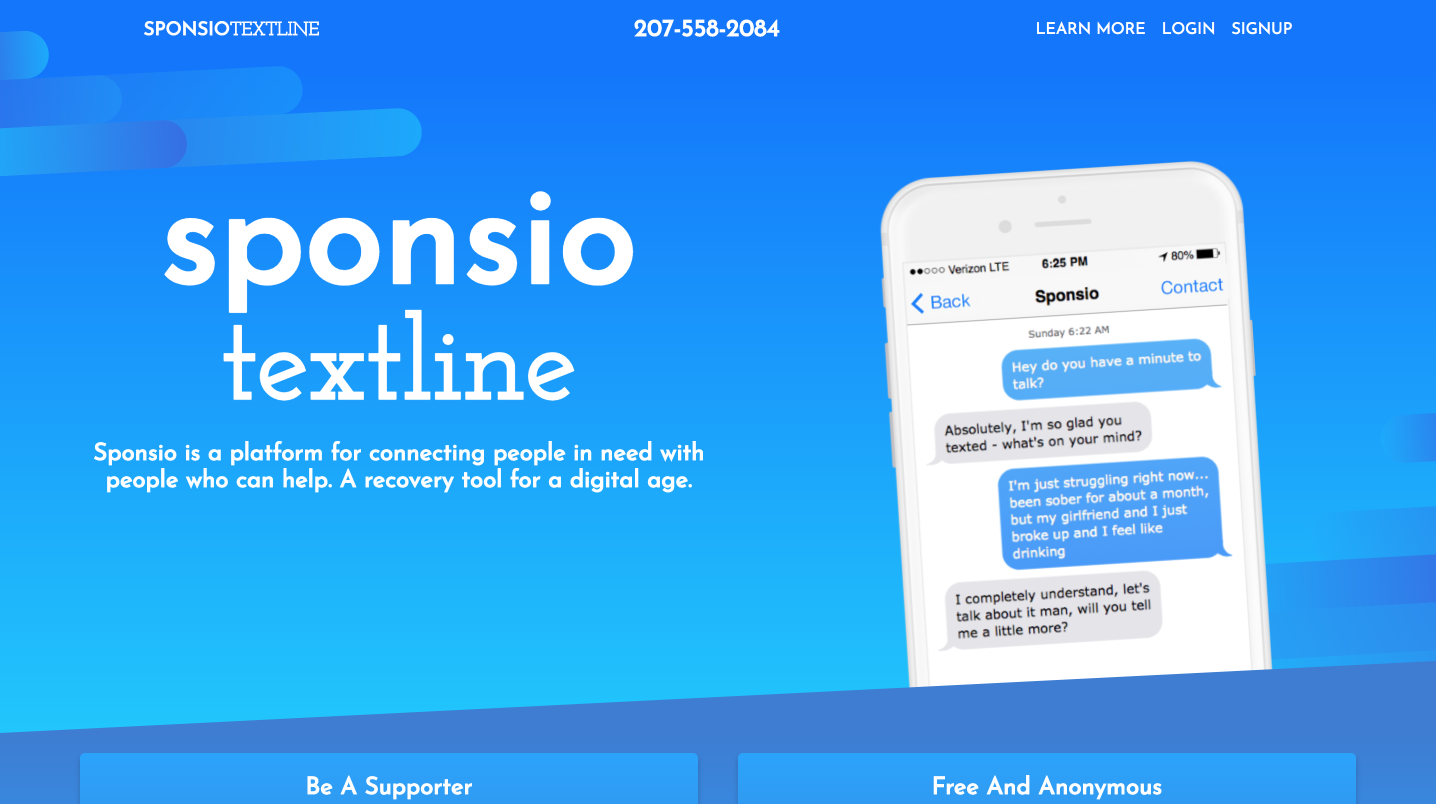 SPONSIOTEXTLINE
207-558-2084
LEARN MORE LOGIN SIGNUP
sponsio
textline
Sponsio is a platform for connecting people in need with
people who can help. A recovery tool for a digital age.
Verizon LTE 6:25 PM 80%
Back Sponsio Contact
Sunday 6:22 AM
Hey do you have a minute to
talk?
Absolutely, I'm so glad you
texted - what's on your mind?
I'm just struggling right now...
been sober for about a month,
but my girlfriend and I just
broke up and I feel like
drinking
I completely understand, let's
talk about it man, will you tell
me a little more?
Be A Supporter
Free And Anonymous